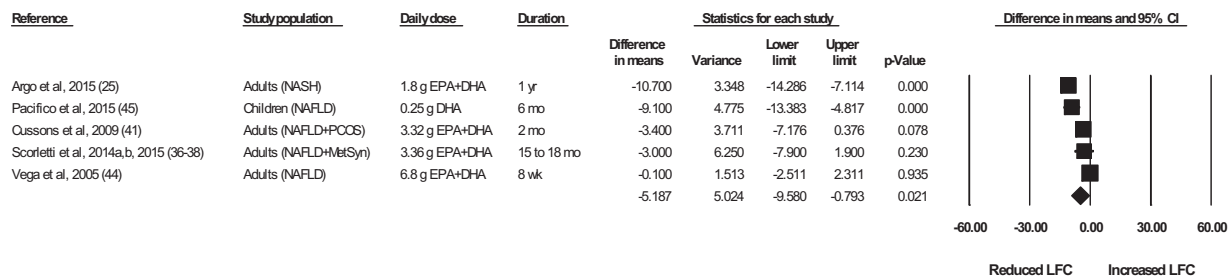 Reference Study population Daily dose Duration Statistics for each study Difference in means and 95% CI
Difference in means Variance Lower limit Upper limit p-Value
Argo et al, 2015 (25) Adults (NASH) 1.8 g EPA+DHA 1 yr -10.700 3.348 -14.286 -7.114 0.000
Pacifico et al, 2015 (45) Children (NAFLD) 0.25 g DHA 6 mo -9.100 4.775 -13.383 -4.817 0.000
Cussons et al, 2009 (41) Adults (NAFLD+PCOS) 3.32 g EPA+DHA 2 mo -3.400 3.711 -7.176 0.376 0.078
Scorletti et al, 2014a,b, 2015 (36-38) Adults (NAFLD+MetSyn) 3.36 g EPA+DHA 15 to 18 mo -3.000 6.250 -7.900 1.900 0.230
Vega et al, 2005 (44) Adults (NAFLD) 6.8 g EPA+DHA 8 wk -0.100 1.513 -2.511 2.311 0.935
-5.187 5.024 -9.580 -0.793 0.021
-60.00 -30.00 0.00 30.00 60.00
Reduced LFC Increased LFC